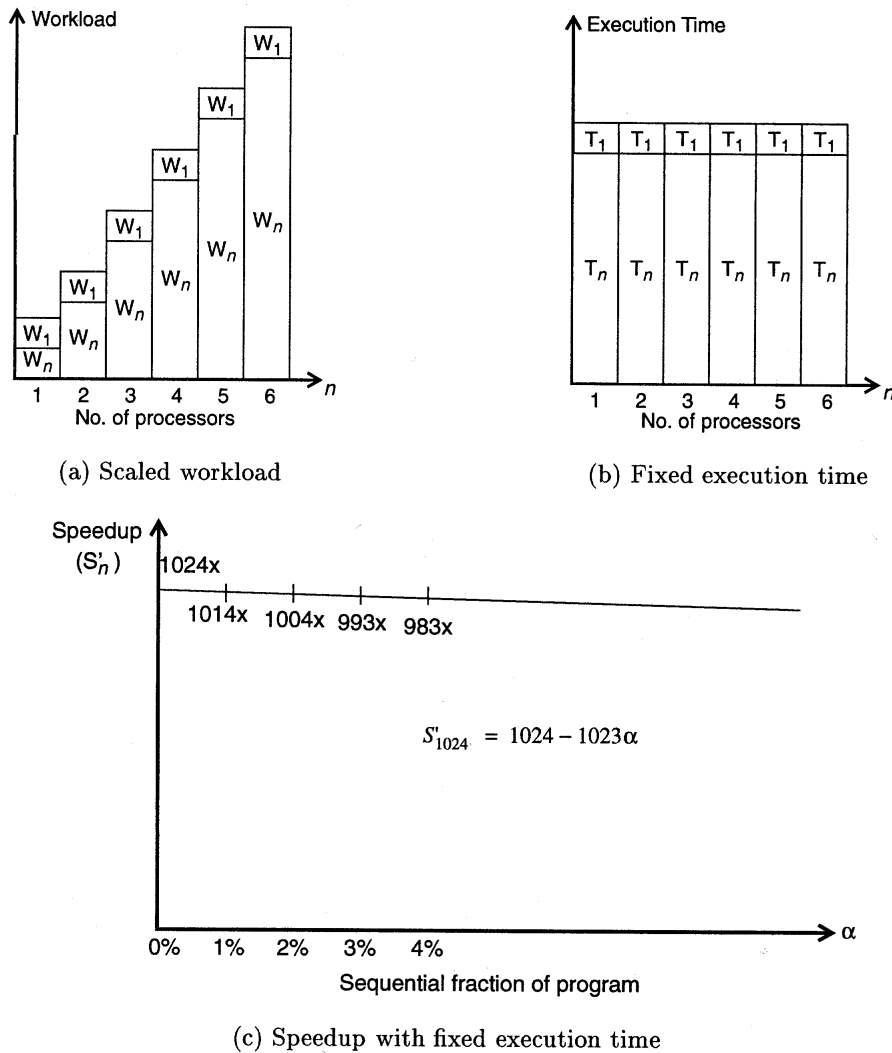 Workload
W₁
W₁
W₁
W₁
W₁
W₁
Wₙ
Wₙ
Wₙ
Wₙ
Wₙ
Wₙ
1 2 3 4 5 6 n
No. of processors
(a) Scaled workload
Execution Time
T₁ T₁ T₁ T₁ T₁ T₁
Tₙ Tₙ Tₙ Tₙ Tₙ Tₙ
1 2 3 4 5 6 n
No. of processors
(b) Fixed execution time
Speedup
(S'ₙ)
1024x
1014x 1004x 993x 983x
S'₁₀₂₄ = 1024 – 1023α
0% 1% 2% 3% 4% α
Sequential fraction of program
(c) Speedup with fixed execution time